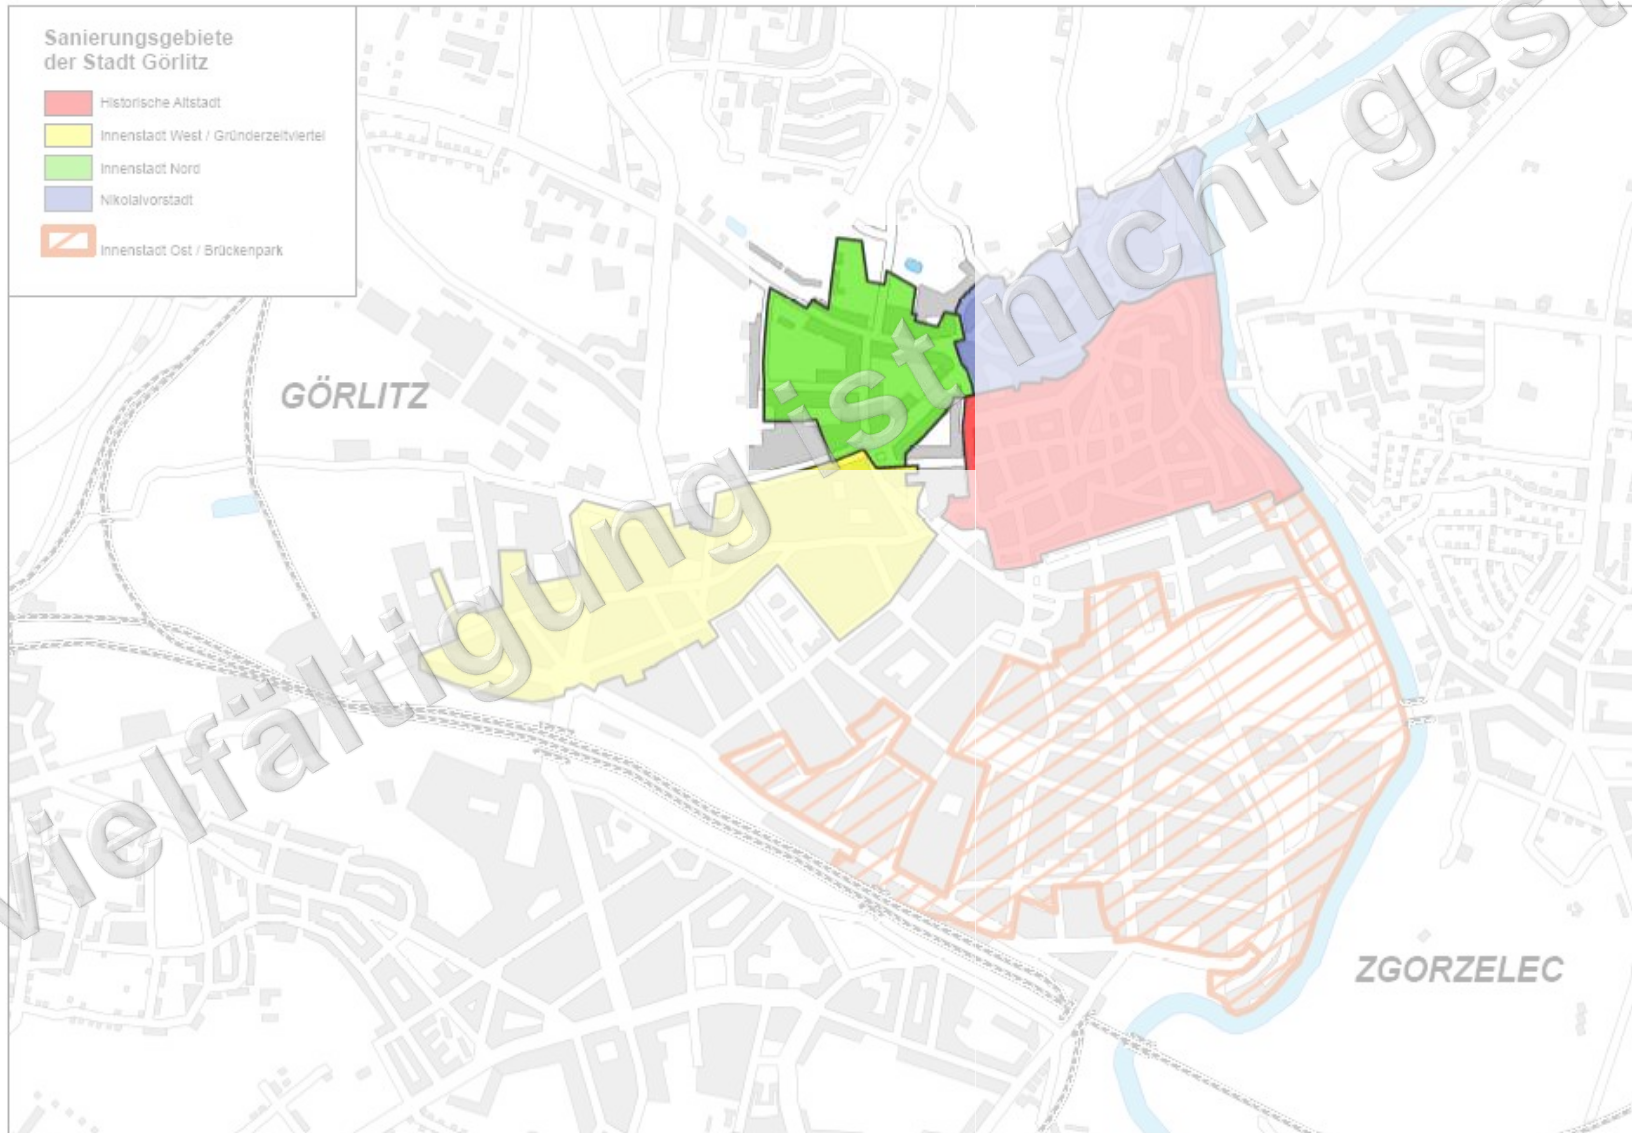 Sanierungsgebiete
der Stadt Görlitz
Historische Altstadt
Innenstadt West / Gründerzeitviertel
Innenstadt Nord
Nikolaivorstadt
Innenstadt Ost / Brückenpark
GÖRLITZ
ZGORZELEC
vielfältigung ist nicht gest